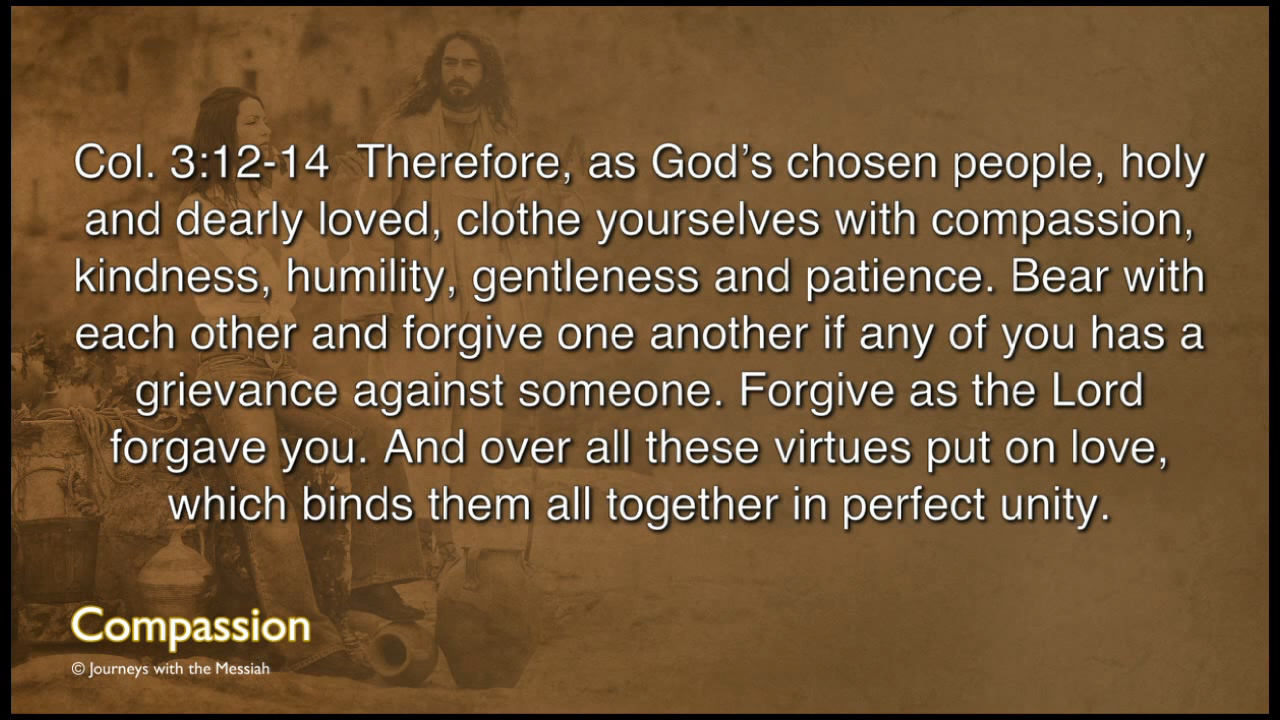 Col. 3:12-14  Therefore, as God’s chosen people, holy
and dearly loved, clothe yourselves with compassion,
kindness, humility, gentleness and patience. Bear with
each other and forgive one another if any of you has a
grievance against someone. Forgive as the Lord
forgave you. And over all these virtues put on love,
which binds them all together in perfect unity.
Compassion
© Journeys with the Messiah